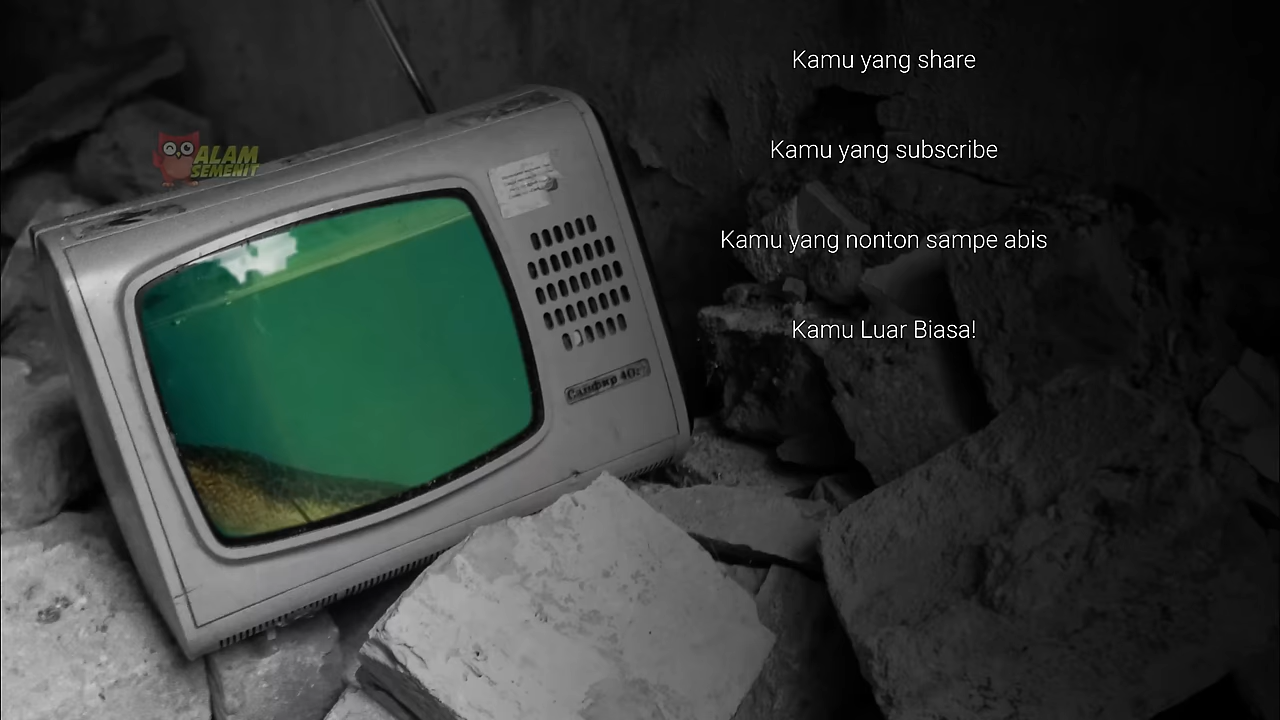 ALAM
SEMENIT
Kamu yang share
Kamu yang subscribe
Kamu yang nonton sampe abis
Kamu Luar Biasa!
Сапфир 401